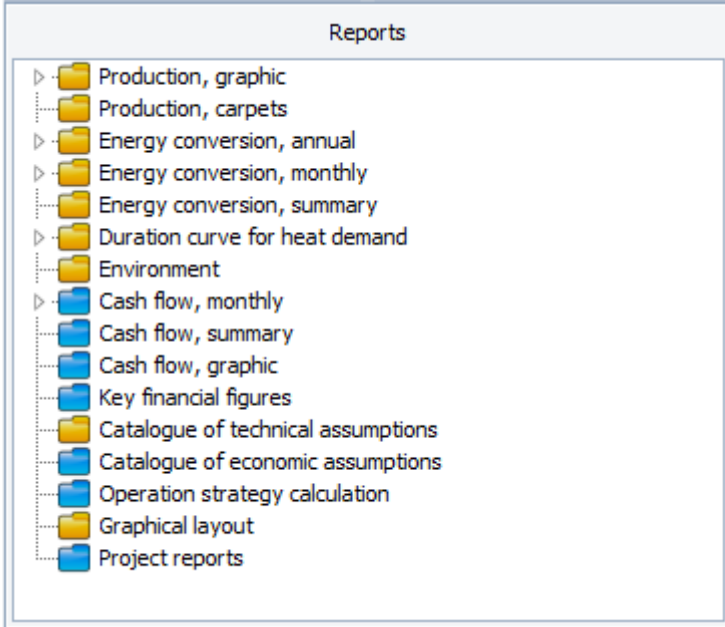 Reports
Production, graphic
Production, carpets
Energy conversion, annual
Energy conversion, monthly
Energy conversion, summary
Duration curve for heat demand
Environment
Cash flow, monthly
Cash flow, summary
Cash flow, graphic
Key financial figures
Catalogue of technical assumptions
Catalogue of economic assumptions
Operation strategy calculation
Graphical layout
Project reports